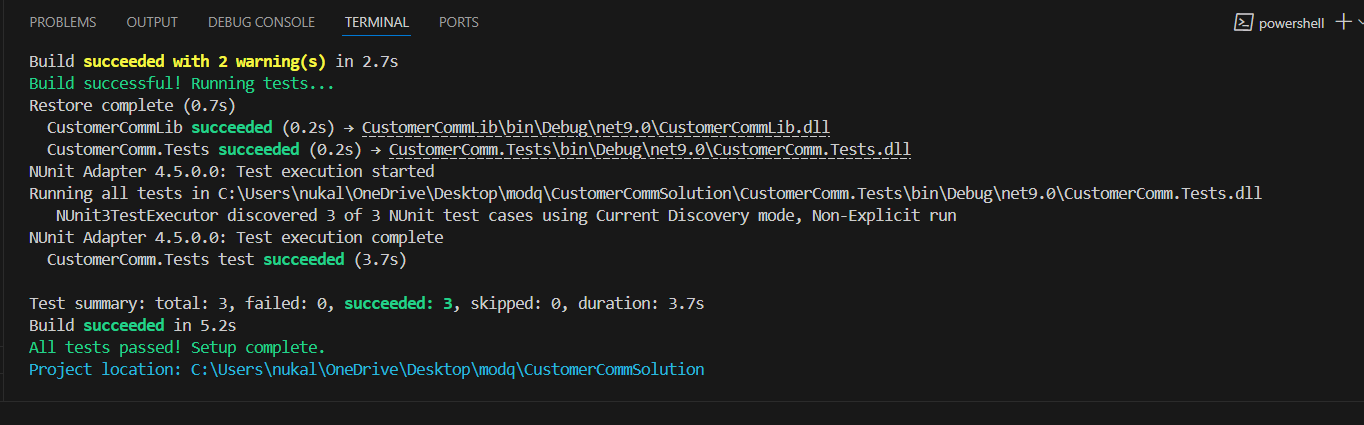 PROBLEMS OUTPUT DEBUG CONSOLE TERMINAL PORTS powershell
Build succeeded with 2 warning(s) in 2.7s
Build successful! Running tests...
Restore complete (0.7s)
CustomerCommLib succeeded (0.2s) → CustomerCommLib\bin\Debug\net9.0\CustomerCommLib.dll
CustomerComm.Tests succeeded (0.2s) → CustomerComm.Tests\bin\Debug\net9.0\CustomerComm.Tests.dll
NUnit Adapter 4.5.0.0: Test execution started
Running all tests in C:\Users\nukal\OneDrive\Desktop\modq\CustomerCommSolution\CustomerComm.Tests\bin\Debug\net9.0\CustomerComm.Tests.dll
NUnit3TestExecutor discovered 3 of 3 NUnit test cases using Current Discovery mode, Non-Explicit run
NUnit Adapter 4.5.0.0: Test execution complete
CustomerComm.Tests test succeeded (3.7s)
Test summary: total: 3, failed: 0, succeeded: 3, skipped: 0, duration: 3.7s
Build succeeded in 5.2s
All tests passed! Setup complete.
Project location: C:\Users\nukal\OneDrive\Desktop\modq\CustomerCommSolution